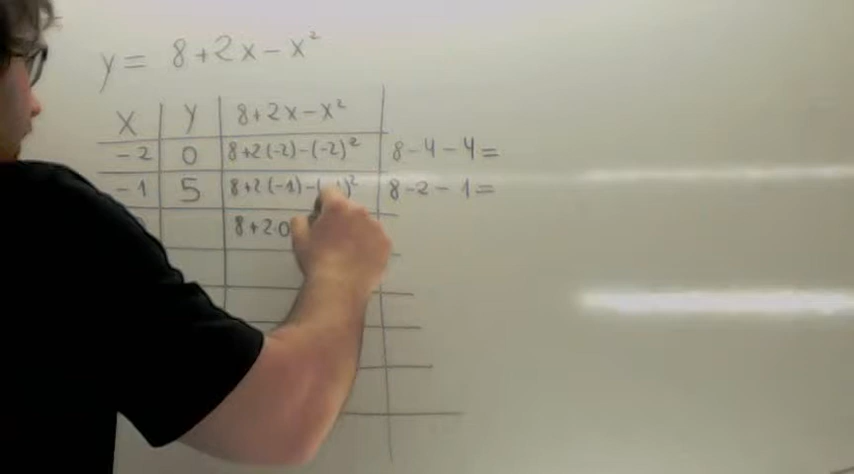 y = 8+2x-x²
X Y 8+2x-x²
-2 0 8+2(-2)-(-2)² 8-4-4=
-1 5 8+2(-1)-(-1)² 8-2-1=
8+2·0